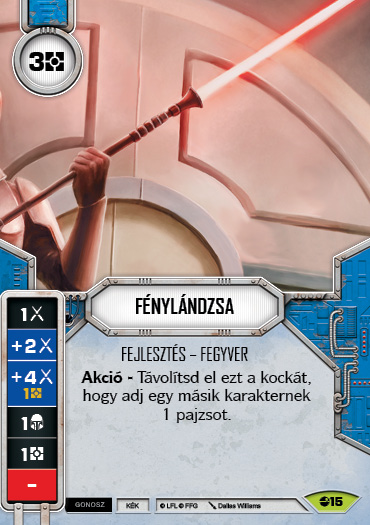 3
FÉNYLÁNDZSA
FEJLESZTÉS – FEGYVER
Akció - Távolítsd el ezt a kockát,
hogy adj egy másik karakternek
1 pajzsot.
1
+2
+4
1
1
1
–
GONOSZ
KÉK
© LFL © FFG
Dallas Williams
15